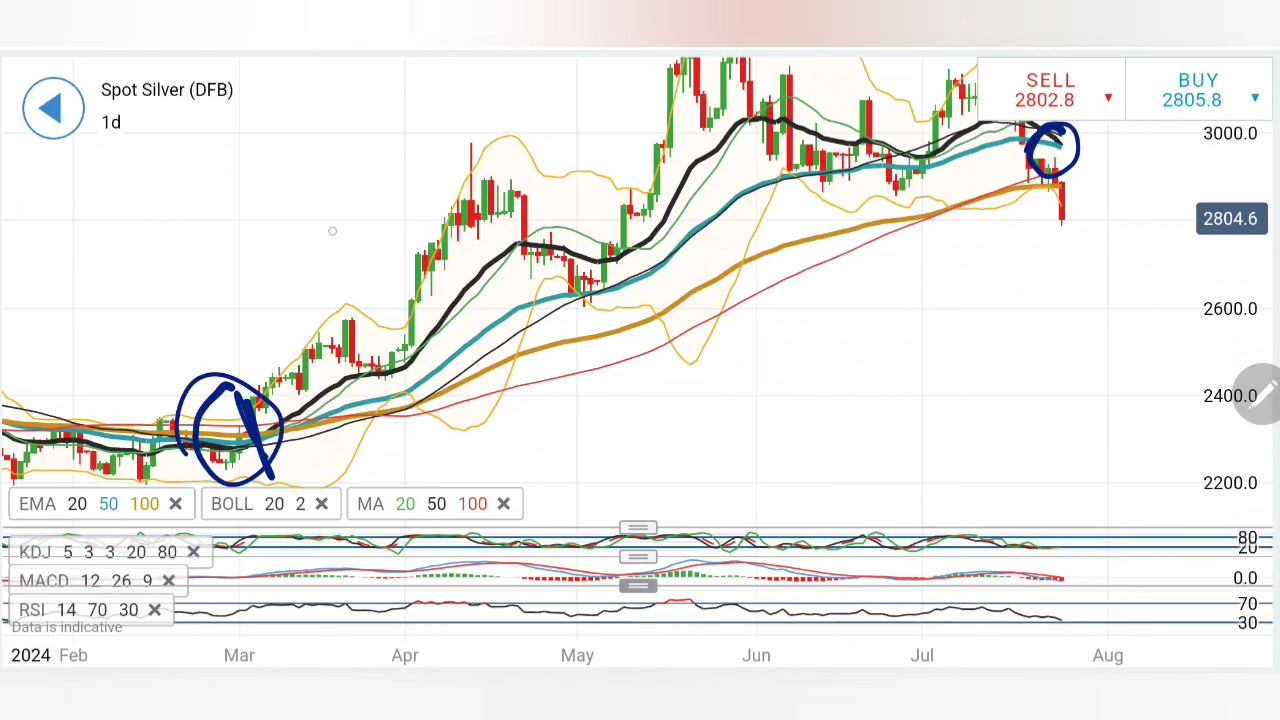 Spot Silver (DFB)
1d
SELL
2802.8
BUY
2805.8
3000.0
2804.6
2600.0
2400.0
2200.0
EMA 20 50 100 BOLL 20 2 MA 20 50 100
KDJ 5 3 3 20 80
80
20
MACD 12 26 9
0.0
RSI 14 70 30
70
30
Data is indicative
2024 Feb Mar Apr May Jun Jul Aug